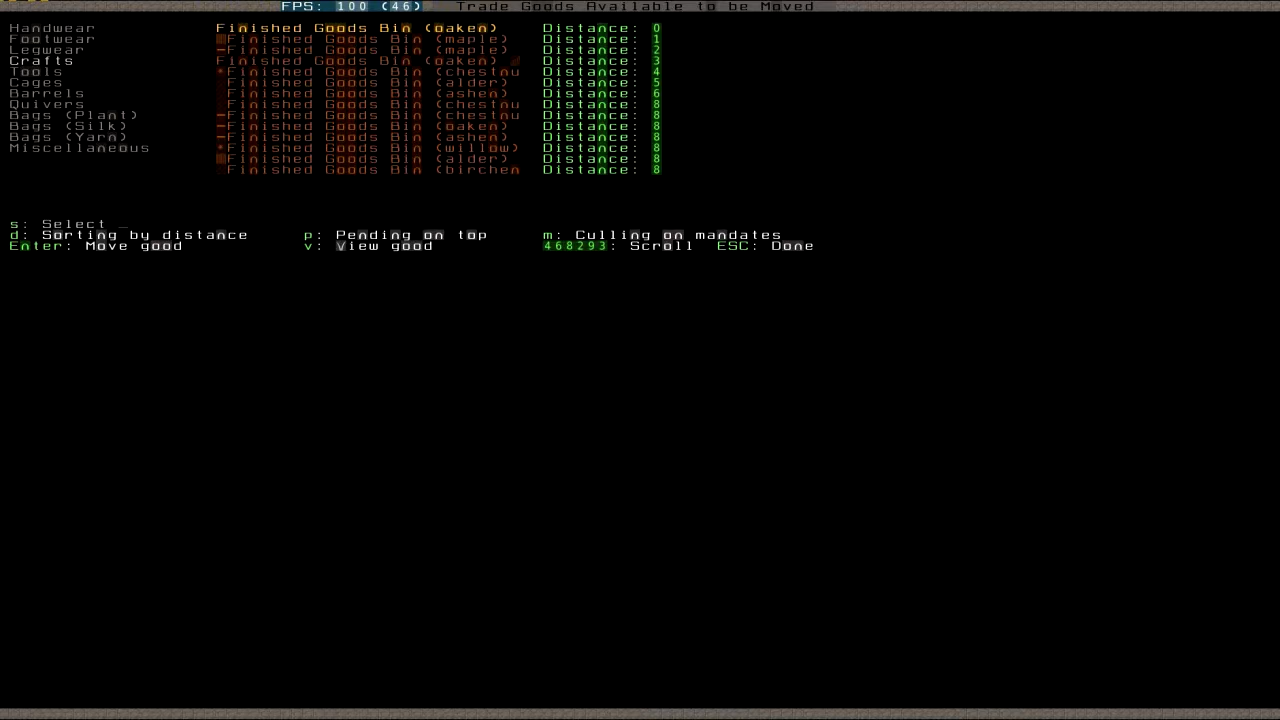 FPS: 100 (46) Trade Goods Available to be Moved
Handwear Finished Goods Bin (oaken) Distance: 0
Footwear Finished Goods Bin (maple) Distance: 1
Legwear Finished Goods Bin (maple) Distance: 2
Crafts Finished Goods Bin (oaken) Distance: 3
Tools *Finished Goods Bin (chestnu Distance: 4
Cages Finished Goods Bin (alder) Distance: 5
Barrels Finished Goods Bin (ashen) Distance: 6
Quivers Finished Goods Bin (chestnu Distance: 8
Bags (Plant) -Finished Goods Bin (chestnu Distance: 8
Bags (Silk) -Finished Goods Bin (oaken) Distance: 8
Bags (Yarn) -Finished Goods Bin (ashen) Distance: 8
Miscellaneous *Finished Goods Bin (willow) Distance: 8
Finished Goods Bin (alder) Distance: 8
Finished Goods Bin (birchen Distance: 8
s: Select _
d: Sorting by distance p: Pending on top m: Culling on mandates
Enter: Move good v: View good 468293: Scroll ESC: Done